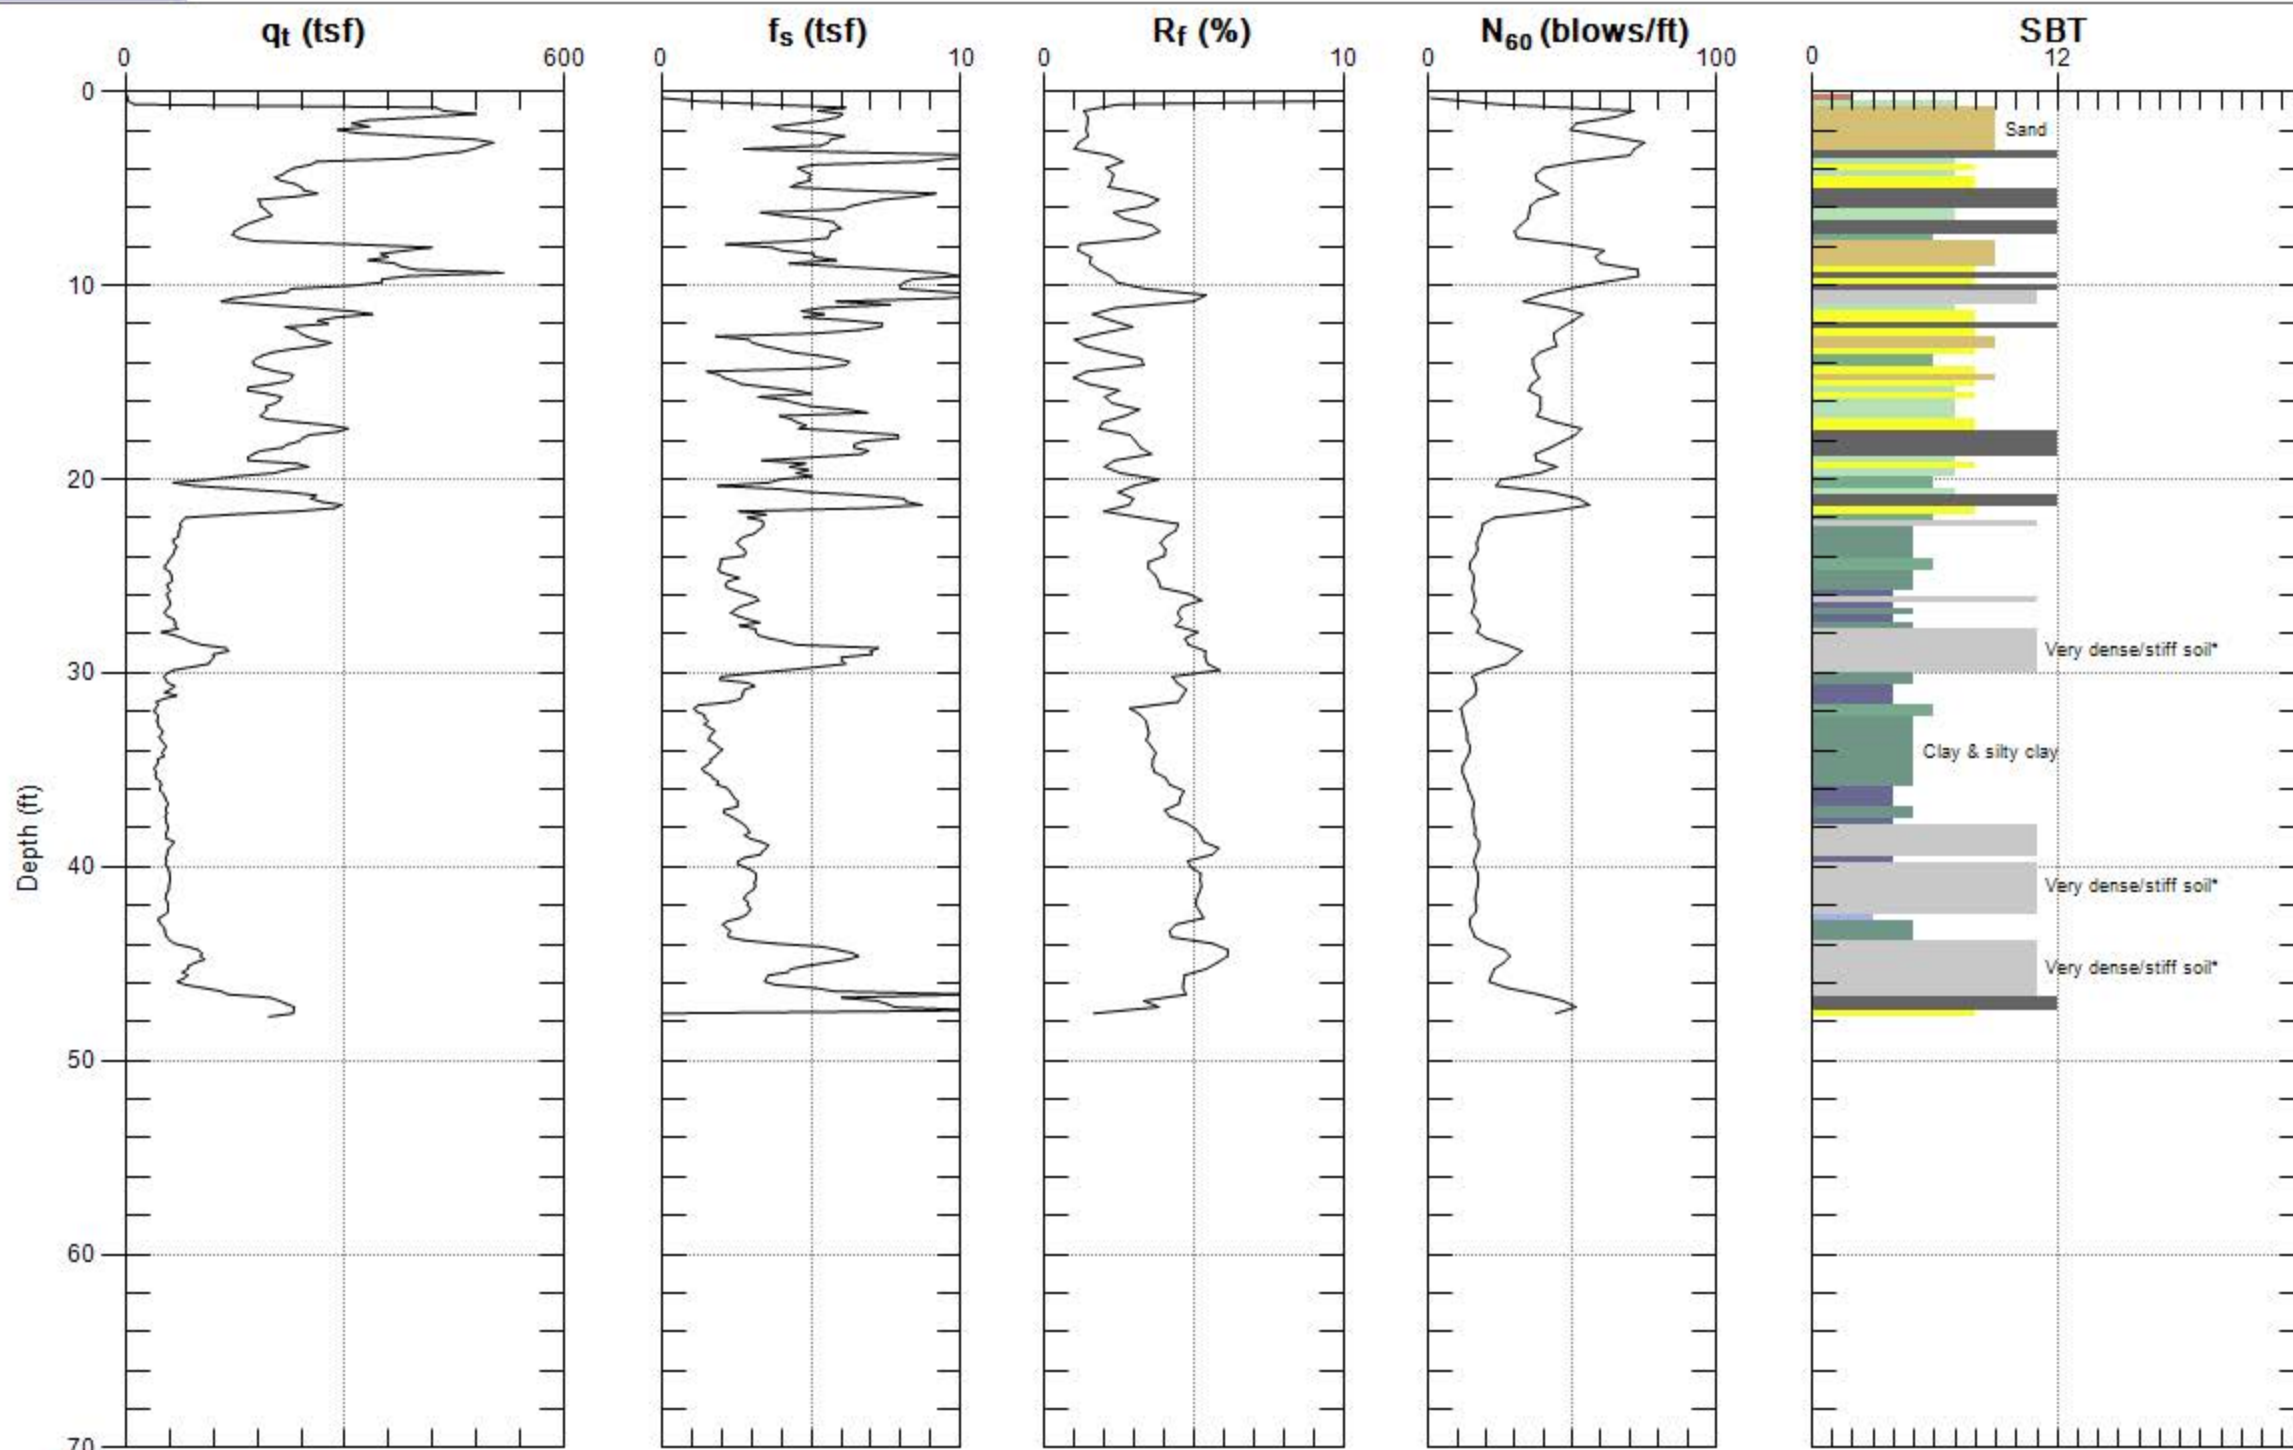 qt (tsf) fs (tsf) Rf (%) N60 (blows/ft) SBT
0 600 0 10 0 10 0 100 0 12
0
Sand
10
20
30
Very dense/stiff soil*
Clay & silty clay
Depth (ft)
40
Very dense/stiff soil*
Very dense/stiff soil*
50
60
70